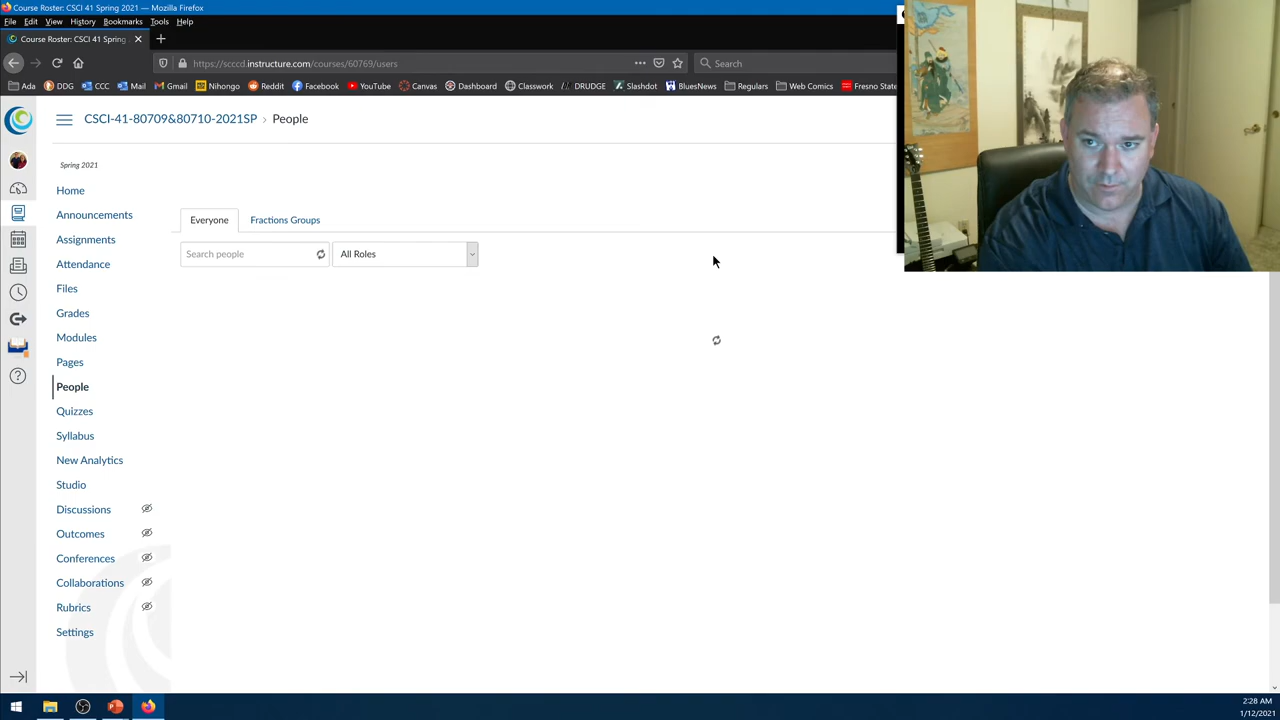 Course Roster: CSCI 41 Spring 2021 — Mozilla Firefox
File Edit View History Bookmarks Tools Help
Course Roster: CSCI 41 Spring 2021
https://scccd.instructure.com/courses/60769/users
Search
Ada DDG CCC Mail Gmail Nihongo Reddit Facebook YouTube Canvas Dashboard Classwork DRUDGE Slashdot BluesNews Regulars Web Comics Fresno State
CSCI-41-80709&80710-2021SP › People
Spring 2021
Home
Announcements
Assignments
Attendance
Files
Grades
Modules
Pages
People
Quizzes
Syllabus
New Analytics
Studio
Discussions
Outcomes
Conferences
Collaborations
Rubrics
Settings
Everyone Fractions Groups
Search people All Roles
2:28 AM
1/12/2021